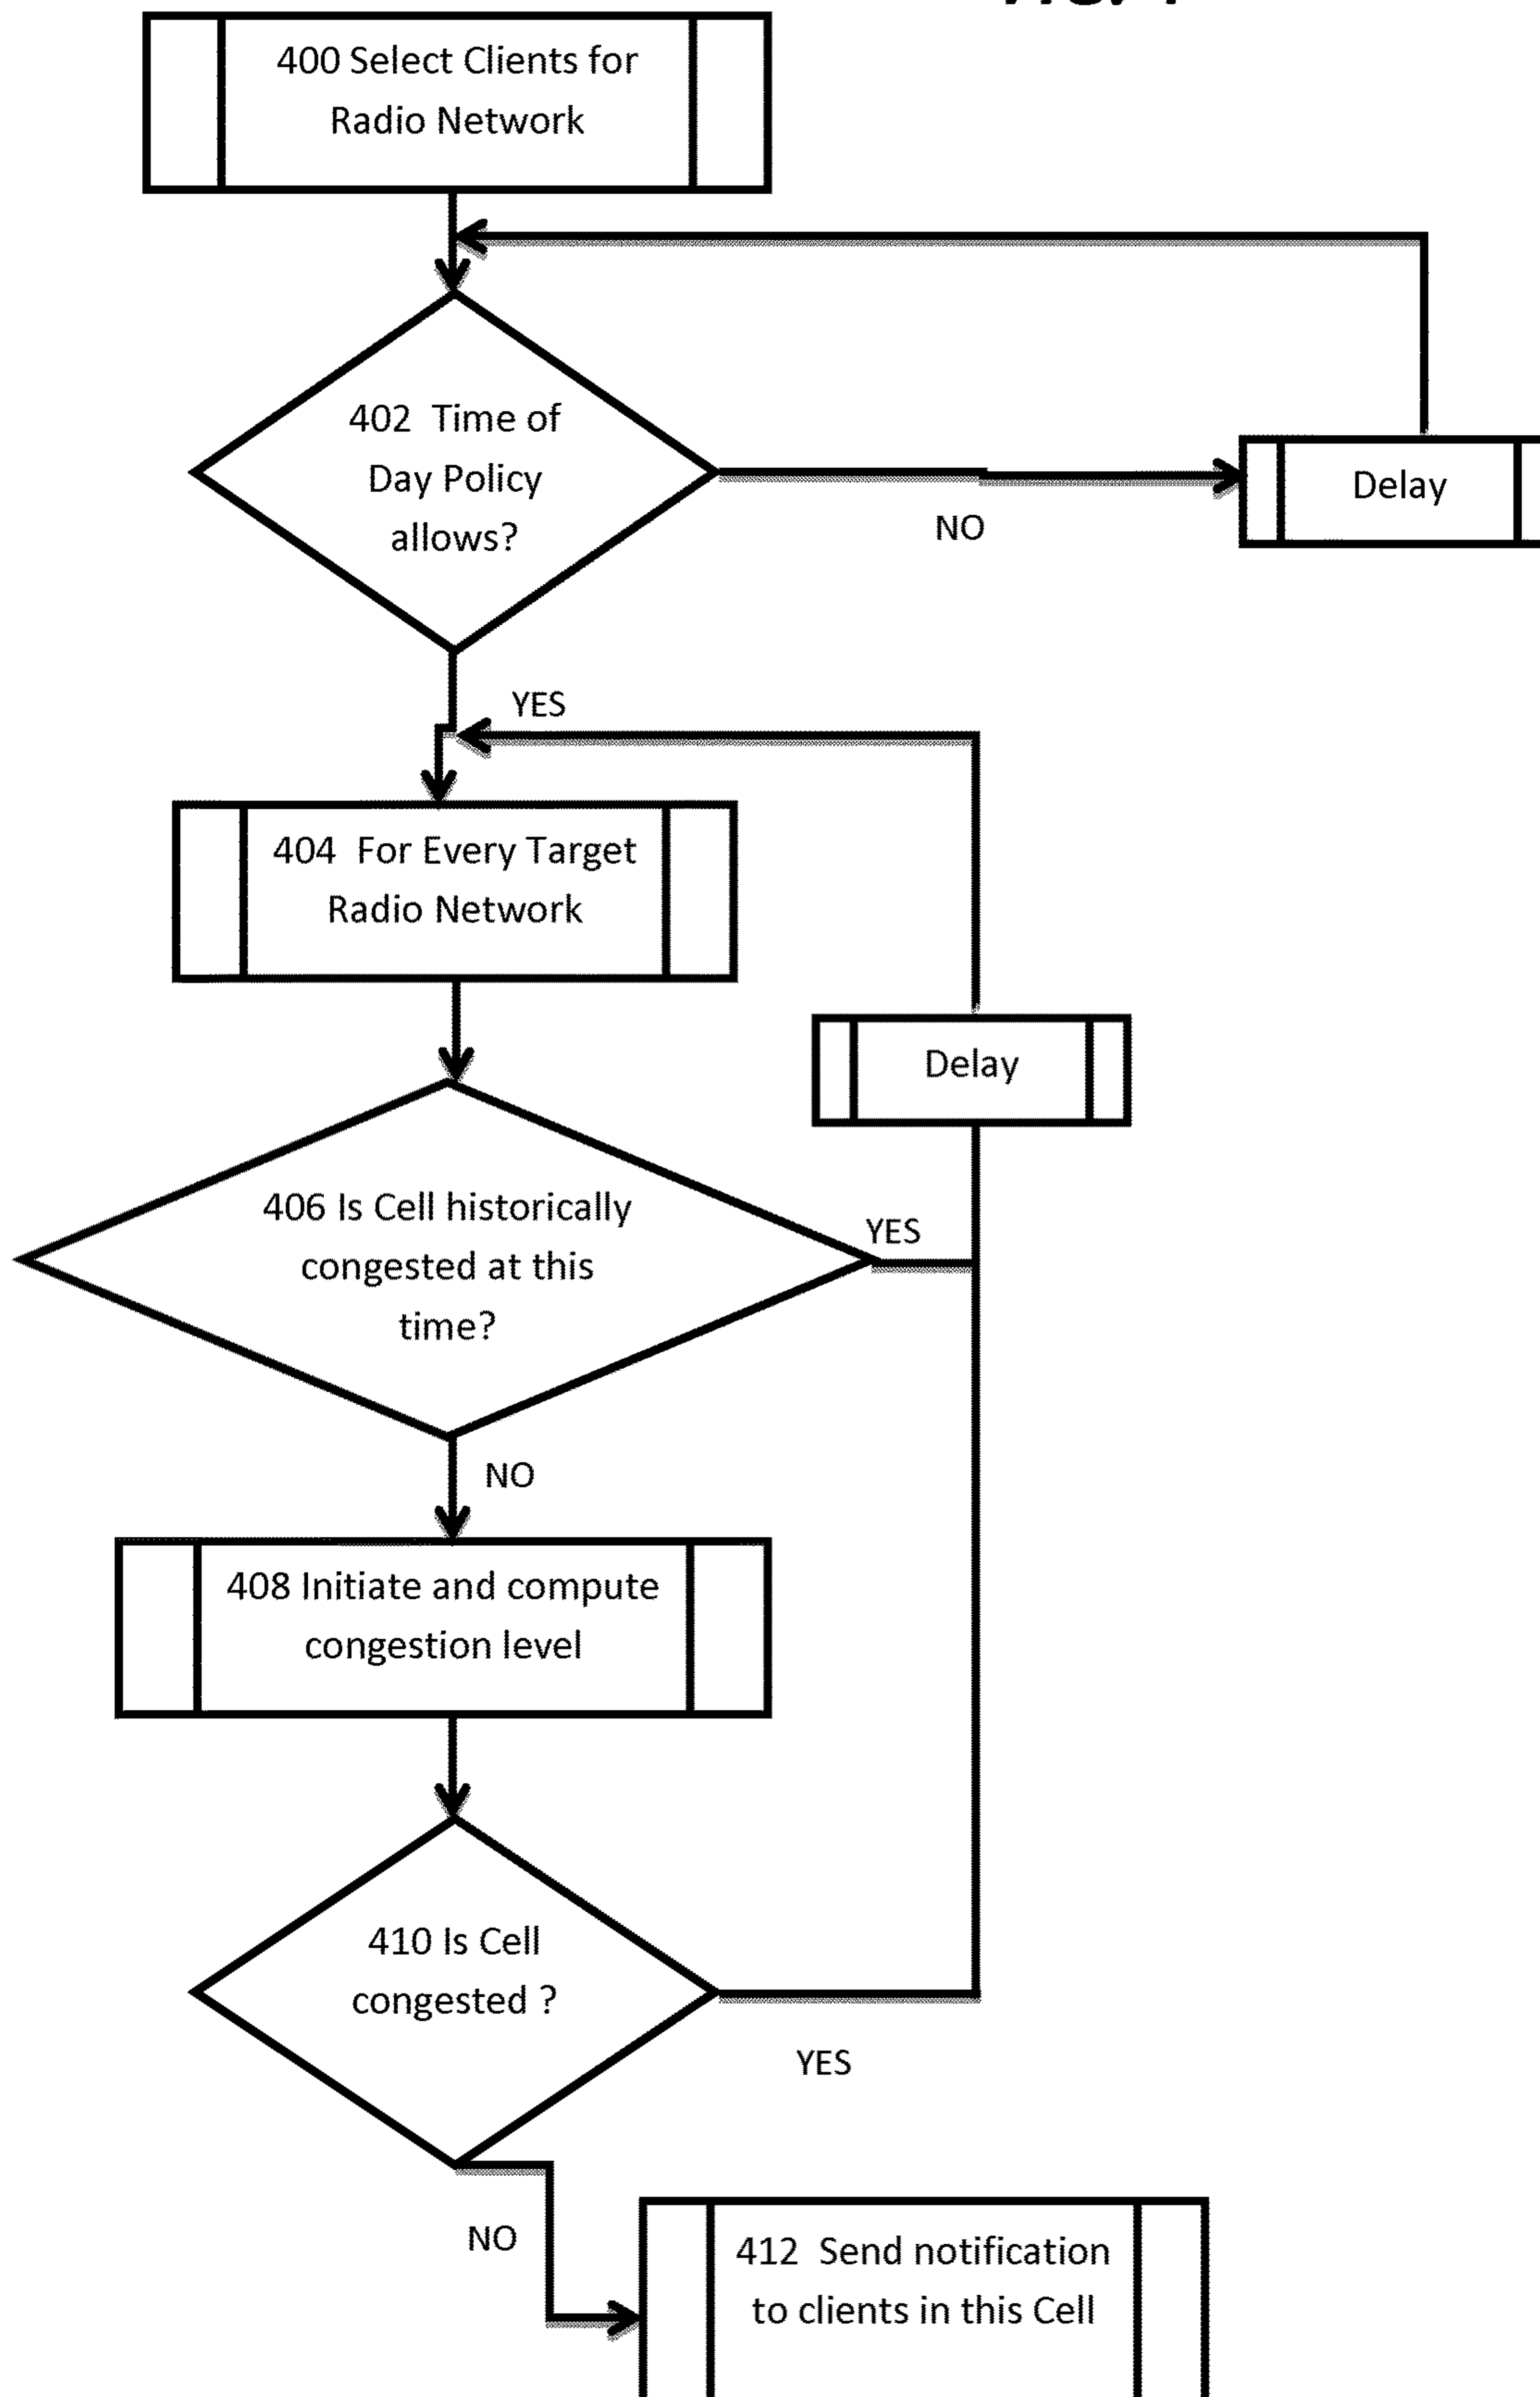 400 Select Clients for
Radio Network
402 Time of
Day Policy
allows?
NO
Delay
YES
404 For Every Target
Radio Network
Delay
406 Is Cell historically
congested at this
time?
YES
NO
408 Initiate and compute
congestion level
410 Is Cell
congested ?
YES
NO
412 Send notification
to clients in this Cell